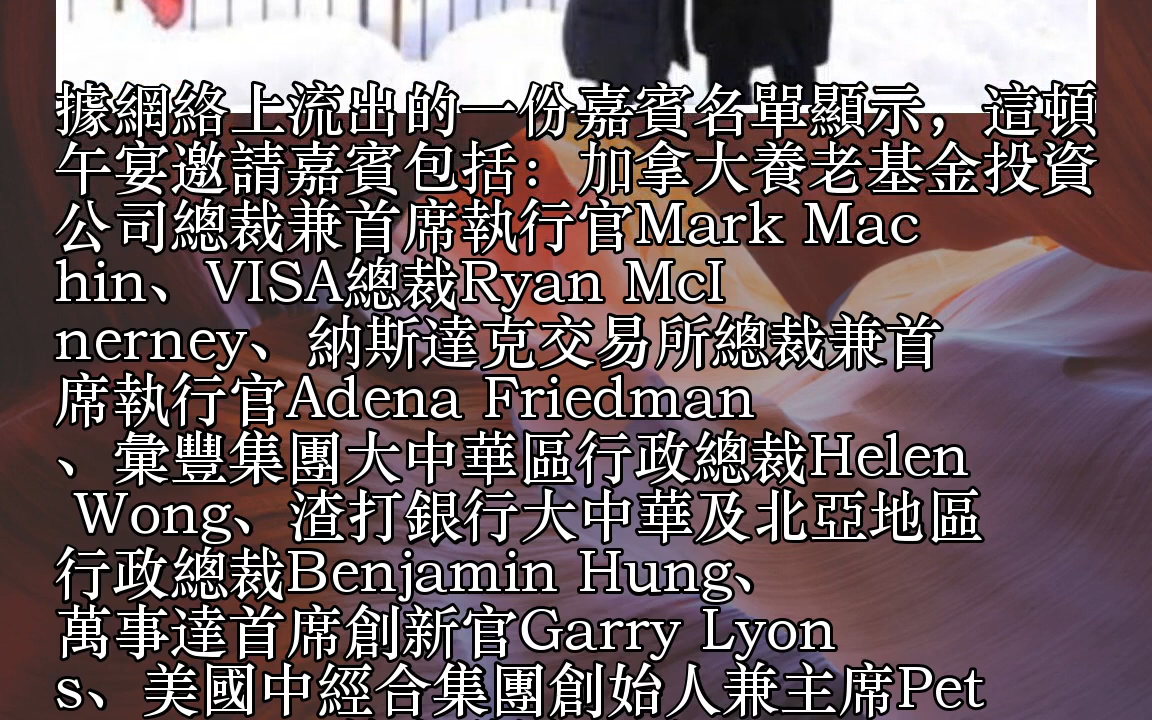 據網絡上流出的一份嘉賓名單顯示，這頓
午宴邀請嘉賓包括：加拿大養老基金投資
公司總裁兼首席執行官Mark Mac
hin、VISA總裁Ryan McI
nerney、納斯達克交易所總裁兼首
席執行官Adena Friedman
、彙豐集團大中華區行政總裁Helen
Wong、渣打銀行大中華及北亞地區
行政總裁Benjamin Hung、
萬事達首席創新官Garry Lyon
s、美國中經合集團創始人兼主席Pet